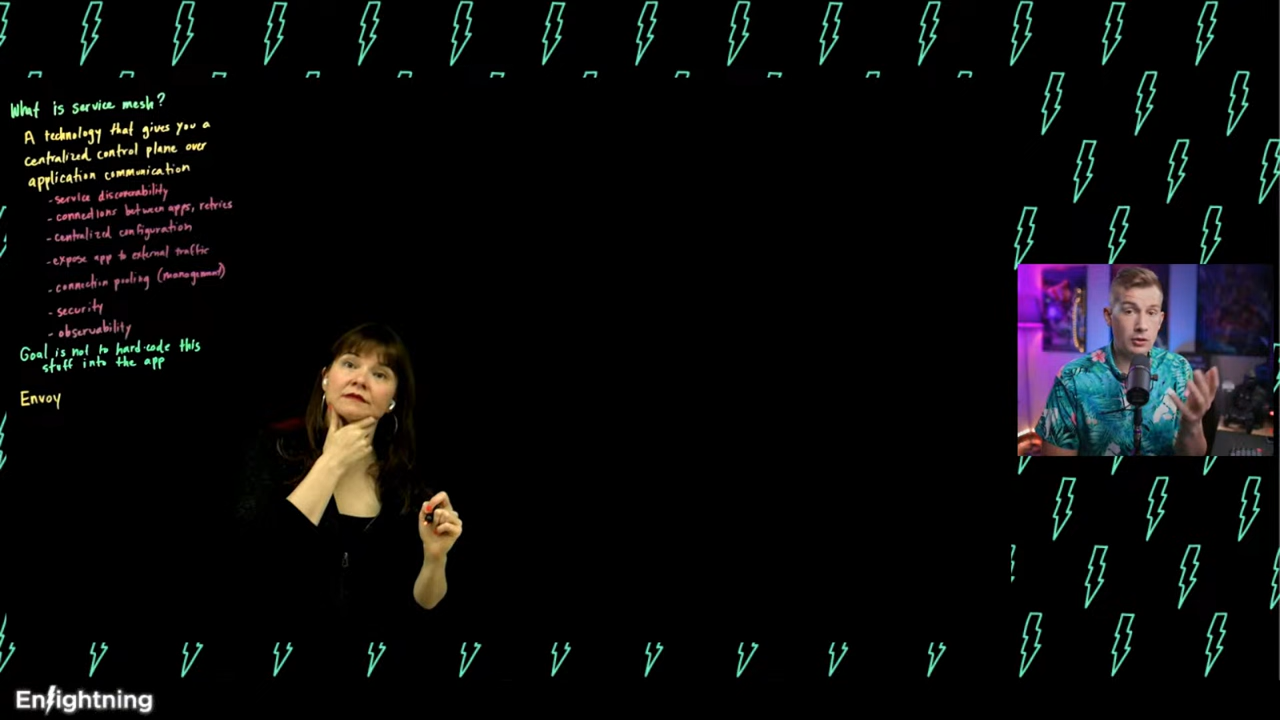 What is service mesh?
A technology that gives you a
centralized control plane over
application communication
- service discoverability
- connections between apps, retries
- centralized configuration
- expose app to external traffic
- connection pooling (management)
- security
- observability
Goal is not to hard-code this
stuff into the app
Envoy
Enlightning